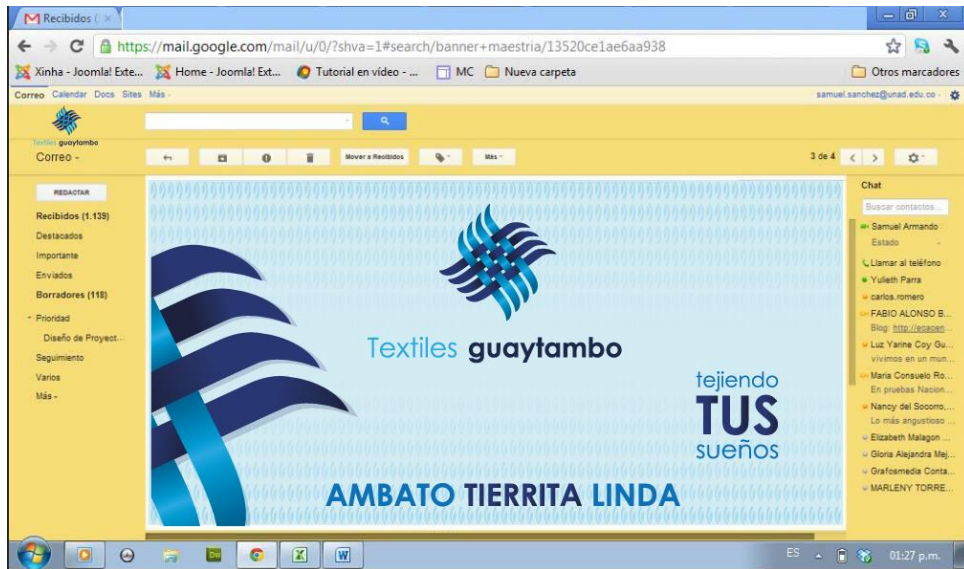 Recibidos (
https://mail.google.com/mail/u/0/?shva=1#search/banner+maestria/13520ce1ae6aa938
Xinha - Joomla! Exte... Home - Joomla! Ext... Tutorial en vídeo - ... MC Nueva carpeta Otros marcadores
Correo Calendar Docs Sites Más - samuel.sanchez@unad.edu.co -
Textiles guaytambo
Correo - Mover a Recibidos Más - 3 de 4
REDACTAR
Recibidos (1.139)
Destacados
Importante
Enviados
Borradores (118)
Prioridad
Diseño de Proyect...
Seguimiento
Varios
Más -
Textiles guaytambo
tejiendo
TUS
sueños
AMBATO TIERRITA LINDA
Chat
Buscar contactos...
Samuel Armando
Estado
Llamar al teléfono
Yulieth Parra
carlos.romero
FABIO ALONSO B...
Blog:
Luz Yanine Coy Gu...
vivimos en un mun...
Maria Consuelo Ro...
En pruebas Nacion...
Nancy del Socorro,...
Lo más angustioso ...
Elizabeth Malagon ...
Gloria Alejandra Mej...
Grafosmedia Conta...
MARLENY TORRE...
ES 01:27 p.m.